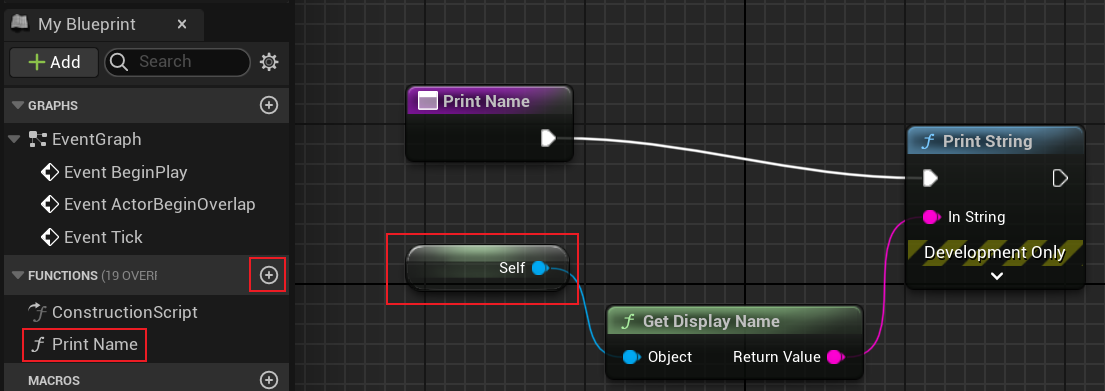 My Blueprint
Add
Search
GRAPHS
EventGraph
Event BeginPlay
Event ActorBeginOverlap
Event Tick
FUNCTIONS (19 OVERI
ConstructionScript
Print Name
MACROS
Print Name
Print String
In String
Development Only
Self
Get Display Name
Object Return Value